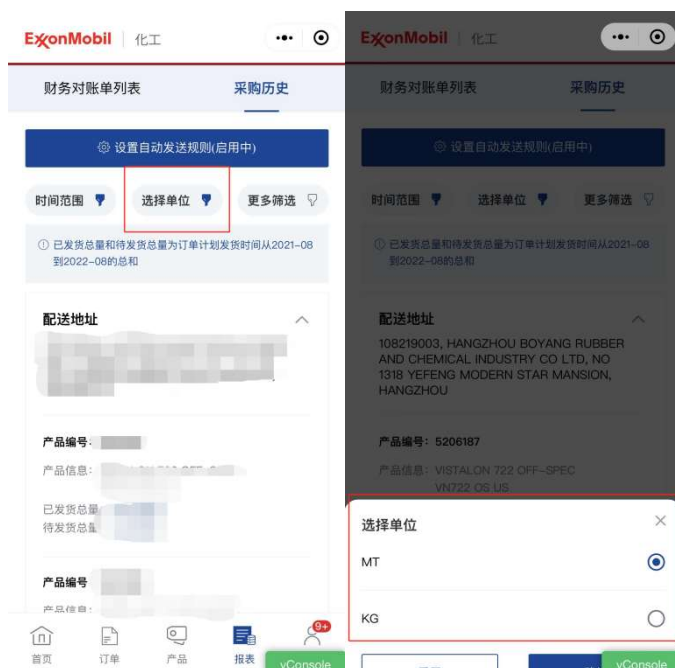 ExxonMobil 化工
财务对账单列表 采购历史
设置自动发送规则(启用中)
时间范围 选择单位 更多筛选
已发货总量和待发货总量为订单计划发货时间从2021-08
到2022-08的总和
配送地址
产品编号:
产品信息:
已发货总量
待发货总量
产品编号
产品信息:
首页 订单 产品 报表
9+
vConsole
ExxonMobil 化工
财务对账单列表 采购历史
设置自动发送规则(启用中)
时间范围 选择单位 更多筛选
已发货总量和待发货总量为订单计划发货时间从2021-08
到2022-08的总和
配送地址
108219003, HANGZHOU BOYANG RUBBER
AND CHEMICAL INDUSTRY CO LTD, NO
1318 YEFENG MODERN STAR MANSION,
HANGZHOU
产品编号: 5206187
产品信息: VISTALON 722 OFF-SPEC
VN722 OS US
选择单位
MT
KG
vConsole